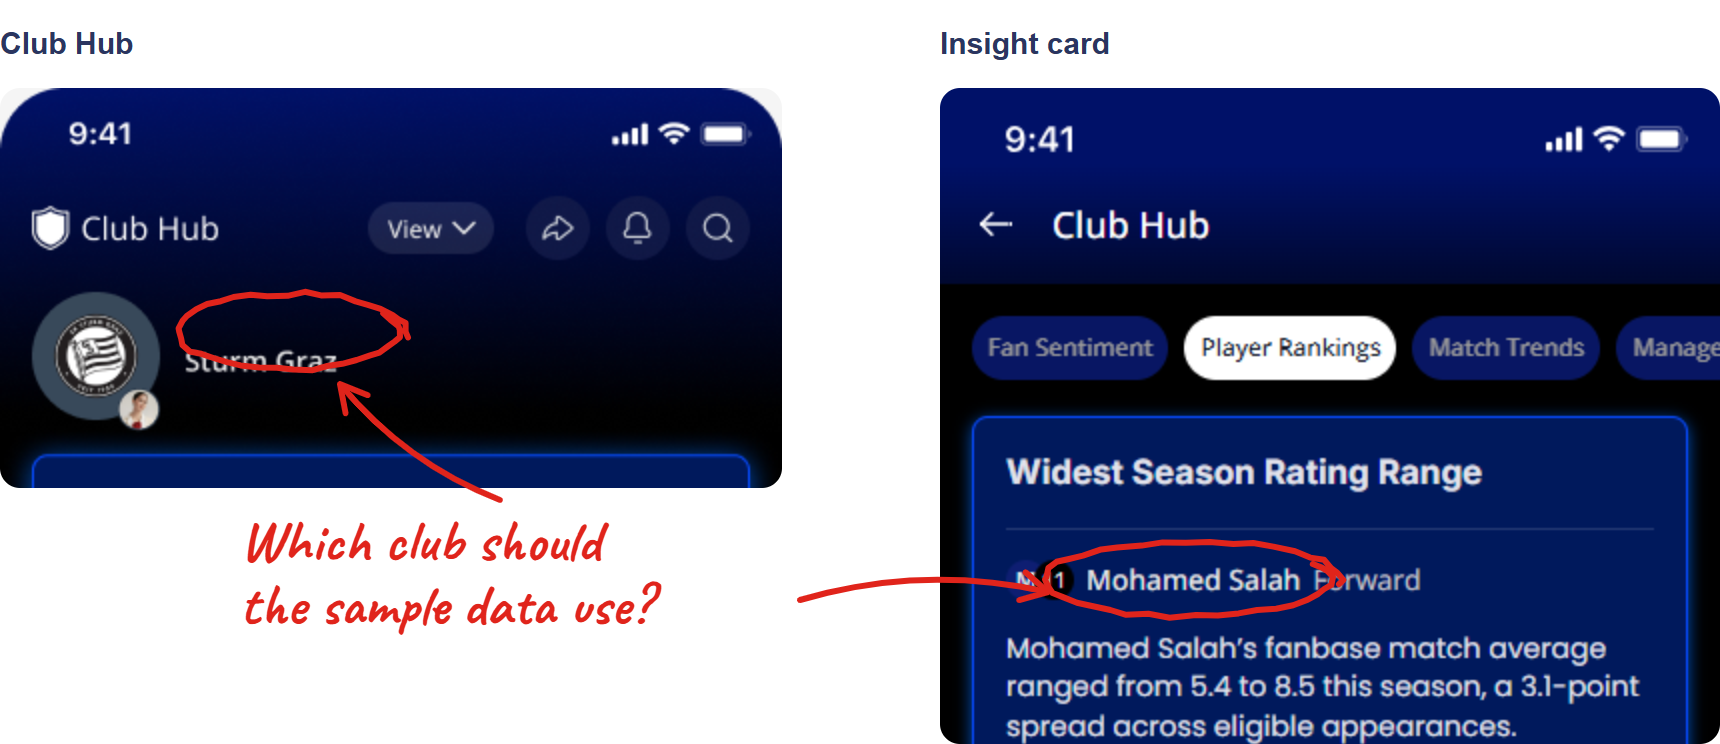 Club Hub
Insight card
9:41
9:41
Club Hub
View
Club Hub
Sturm Graz
Fan Sentiment
Player Rankings
Match Trends
Manage
Widest Season Rating Range
1 Mohamed Salah Forward
Mohamed Salah’s fanbase match average
ranged from 5.4 to 8.5 this season, a 3.1-point
spread across eligible appearances.
Which club should
the sample data use?